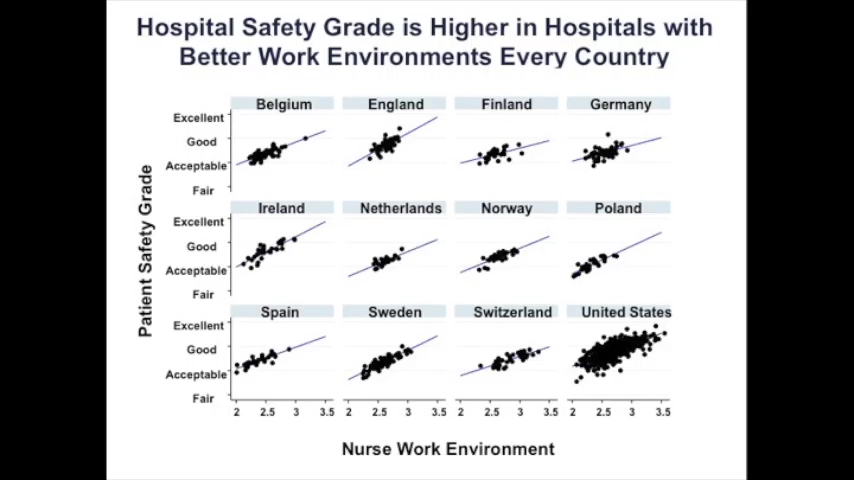 Hospital Safety Grade is Higher in Hospitals with
Better Work Environments Every Country
Patient Safety Grade
Belgium England Finland Germany
Excellent
Good
Acceptable
Fair
Ireland Netherlands Norway Poland
Excellent
Good
Acceptable
Fair
Spain Sweden Switzerland United States
Excellent
Good
Acceptable
Fair
2 2.5 3 3.5 2 2.5 3 3.5 2 2.5 3 3.5 2 2.5 3 3.5
Nurse Work Environment